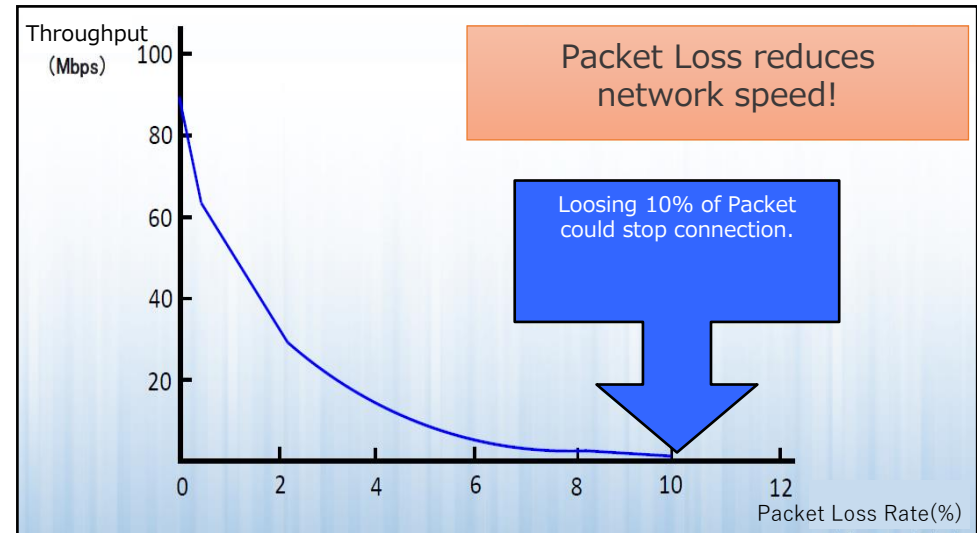 Throughput
(Mbps)
100
80
60
40
20
Packet Loss reduces
network speed!
Loosing 10% of Packet
could stop connection.
0 2 4 6 8 10 12
Packet Loss Rate(%)